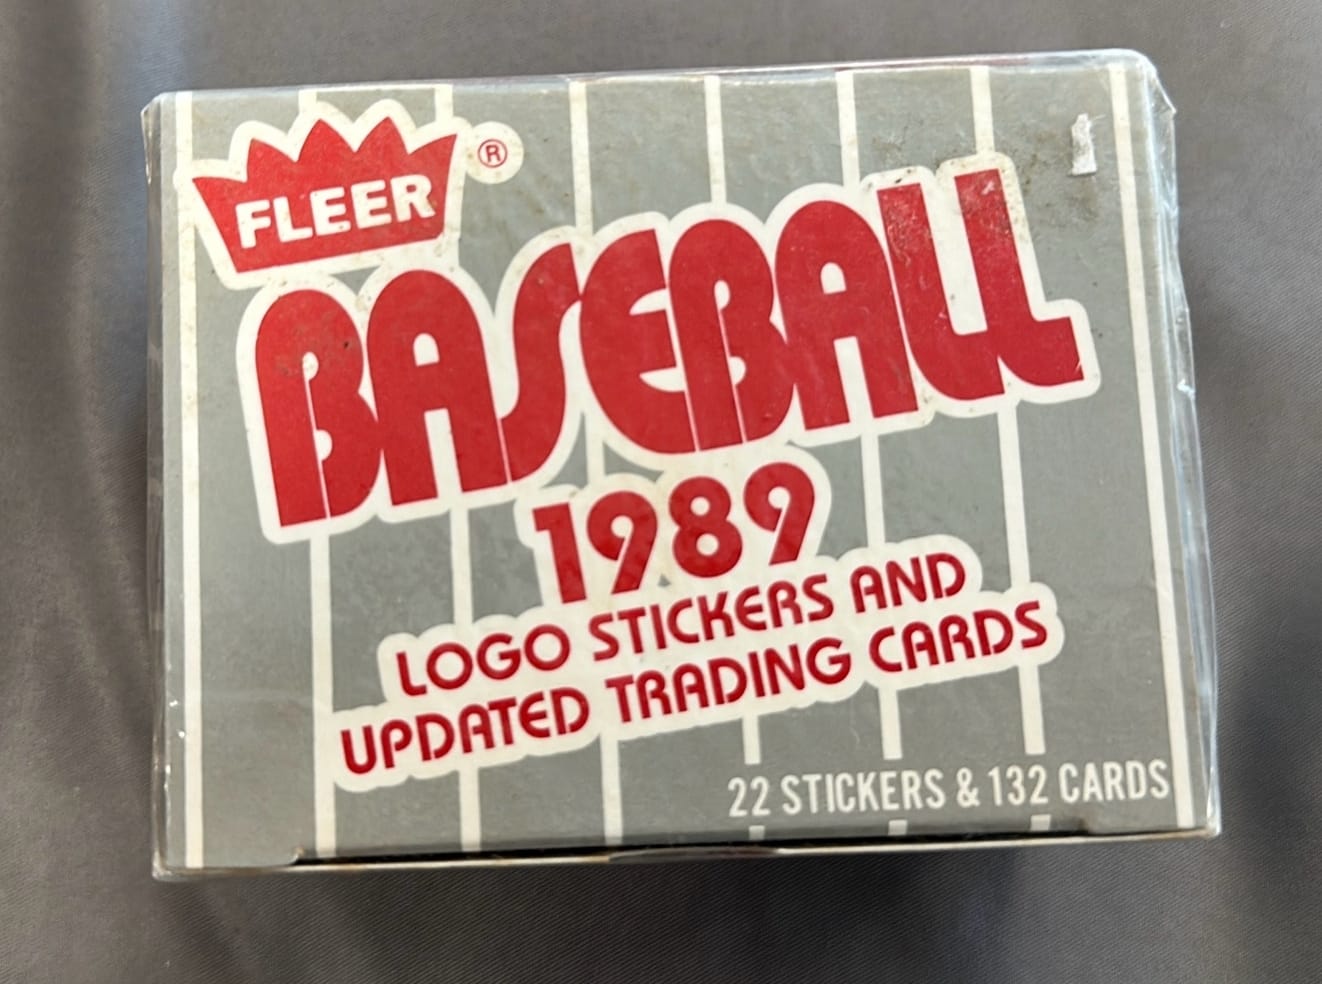 FLEER ®
BASEBALL
1989
LOGO STICKERS AND
UPDATED TRADING CARDS
22 STICKERS & 132 CARDS